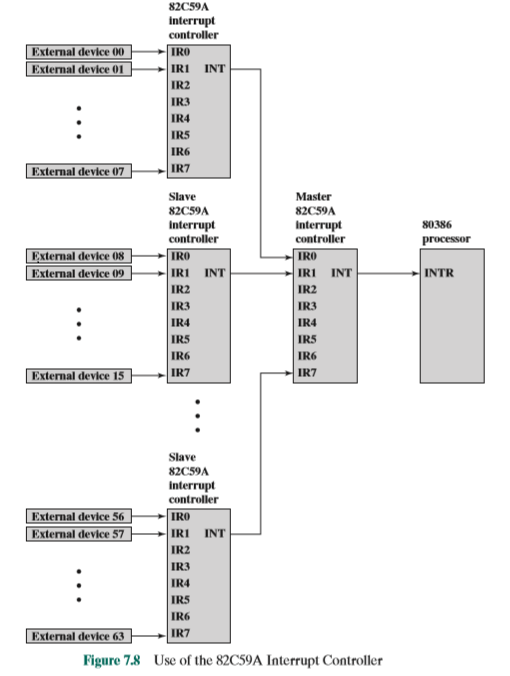 82C59A
interrupt
controller
External device 00
IR0
External device 01
IR1 INT
IR2
IR3
IR4
IR5
IR6
External device 07
IR7
Slave
82C59A
interrupt
controller
External device 08
IR0
External device 09
IR1 INT
IR2
IR3
IR4
IR5
IR6
External device 15
IR7
Master
82C59A
interrupt
controller
IR0
IR1 INT
IR2
IR3
IR4
IR5
IR6
IR7
80386
processor
INTR
Slave
82C59A
interrupt
controller
External device 56
IR0
External device 57
IR1 INT
IR2
IR3
IR4
IR5
IR6
External device 63
IR7
Figure 7.8 Use of the 82C59A Interrupt Controller